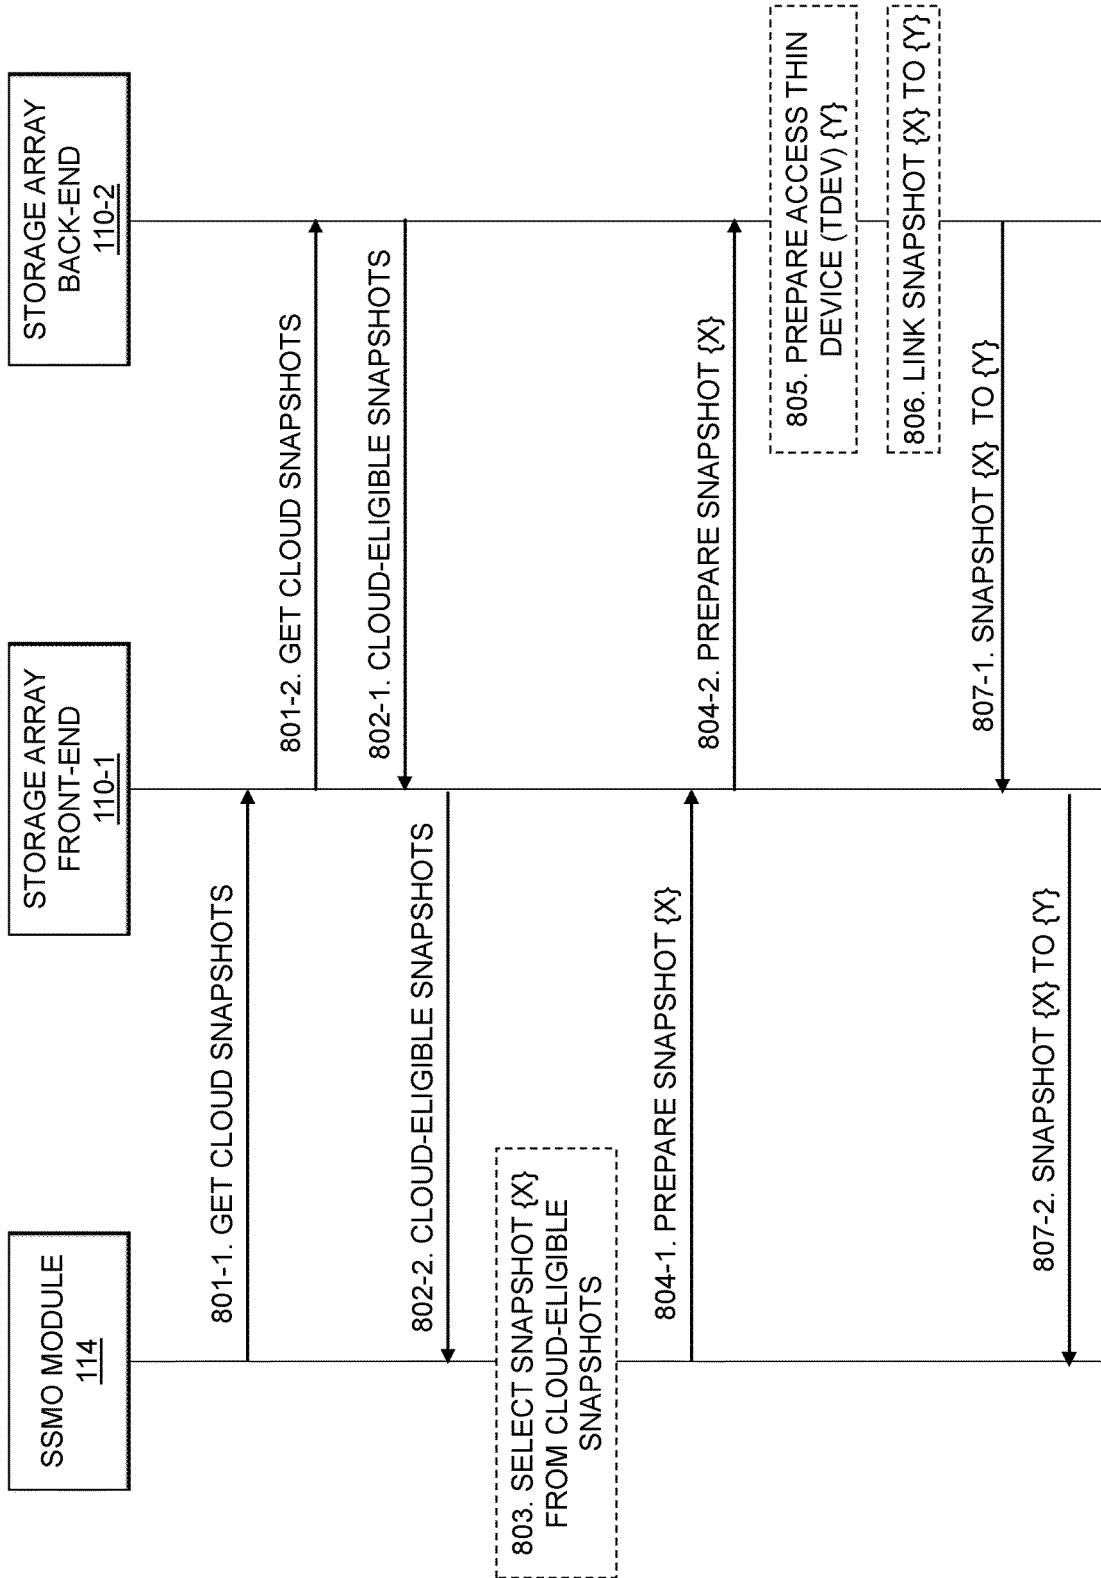 SSMO MODULE
114
STORAGE ARRAY
FRONT-END
110-1
STORAGE ARRAY
BACK-END
110-2
801-1. GET CLOUD SNAPSHOTS
801-2. GET CLOUD SNAPSHOTS
802-1. CLOUD-ELIGIBLE SNAPSHOTS
802-2. CLOUD-ELIGIBLE SNAPSHOTS
803. SELECT SNAPSHOT {X}
FROM CLOUD-ELIGIBLE
SNAPSHOTS
804-1. PREPARE SNAPSHOT {X}
804-2. PREPARE SNAPSHOT {X}
805. PREPARE ACCESS THIN
DEVICE (TDEV) {Y}
806. LINK SNAPSHOT {X} TO {Y}
807-1. SNAPSHOT {X} TO {Y}
807-2. SNAPSHOT {X} TO {Y}